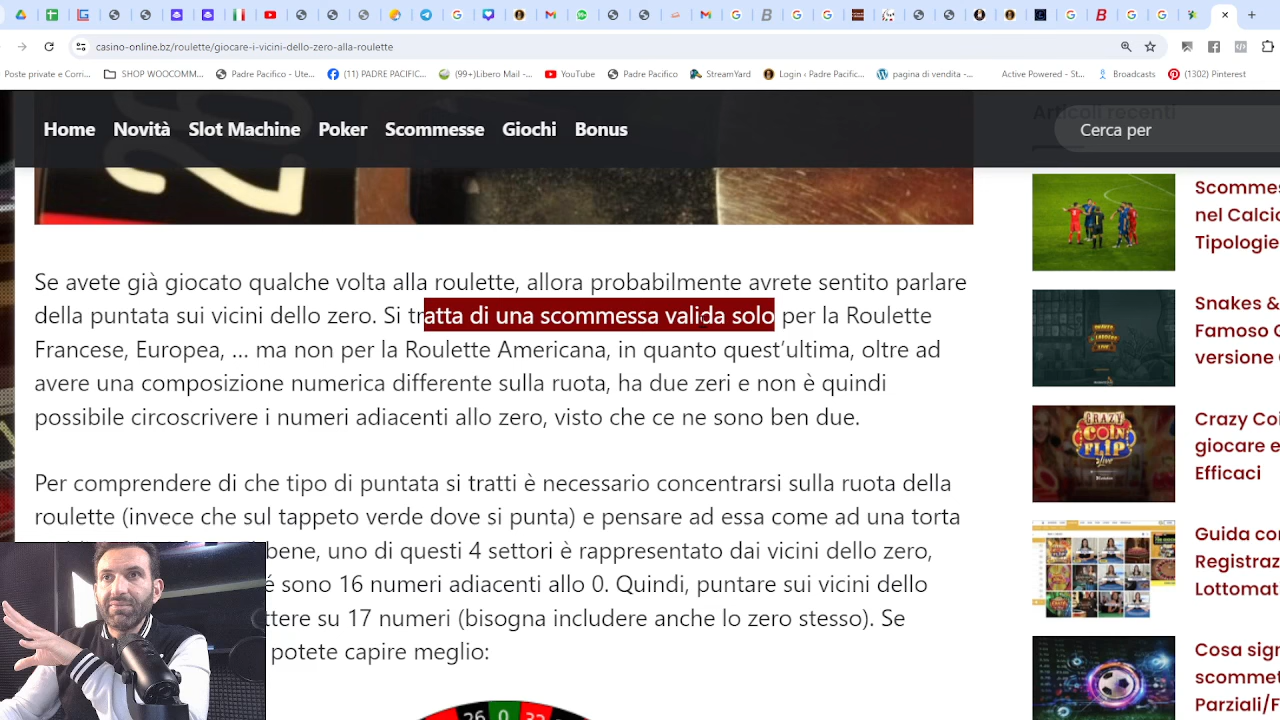 casino-online.bz/roulette/giocare-i-vicini-dello-zero-alla-roulette
Poste private e Corri...
SHOP WOOCOMM...
Padre Pacifico - Ute...
(11) PADRE PACIFIC...
(99+)Libero Mail -...
YouTube
Padre Pacifico
StreamYard
Login ‹ Padre Pacific...
pagina di vendita -...
Active Powered - St...
Broadcasts
(1302) Pinterest
Home
Novità
Slot Machine
Poker
Scommesse
Giochi
Bonus
Cerca per
Articoli recenti
Se avete già giocato qualche volta alla roulette, allora probabilmente avrete sentito parlare
della puntata sui vicini dello zero. Si tratta di una scommessa valida solo per la Roulette
Francese, Europea, … ma non per la Roulette Americana, in quanto quest’ultima, oltre ad
avere una composizione numerica differente sulla ruota, ha due zeri e non è quindi
possibile circoscrivere i numeri adiacenti allo zero, visto che ce ne sono ben due.
Per comprendere di che tipo di puntata si tratti è necessario concentrarsi sulla ruota della
roulette (invece che sul tappeto verde dove si punta) e pensare ad essa come ad una torta
bene, uno di questi 4 settori è rappresentato dai vicini dello zero,
é sono 16 numeri adiacenti allo 0. Quindi, puntare sui vicini dello
ttere su 17 numeri (bisogna includere anche lo zero stesso). Se
potete capire meglio:
26 0 32
Scommes
nel Calcio
Tipologie
Snakes &
Famoso
versione
CRAZY
COIN
FLIP
Crazy Coi
giocare e
Efficaci
Guida co
Registraz
Lottomat
Cosa sign
scommet
Parziali/F